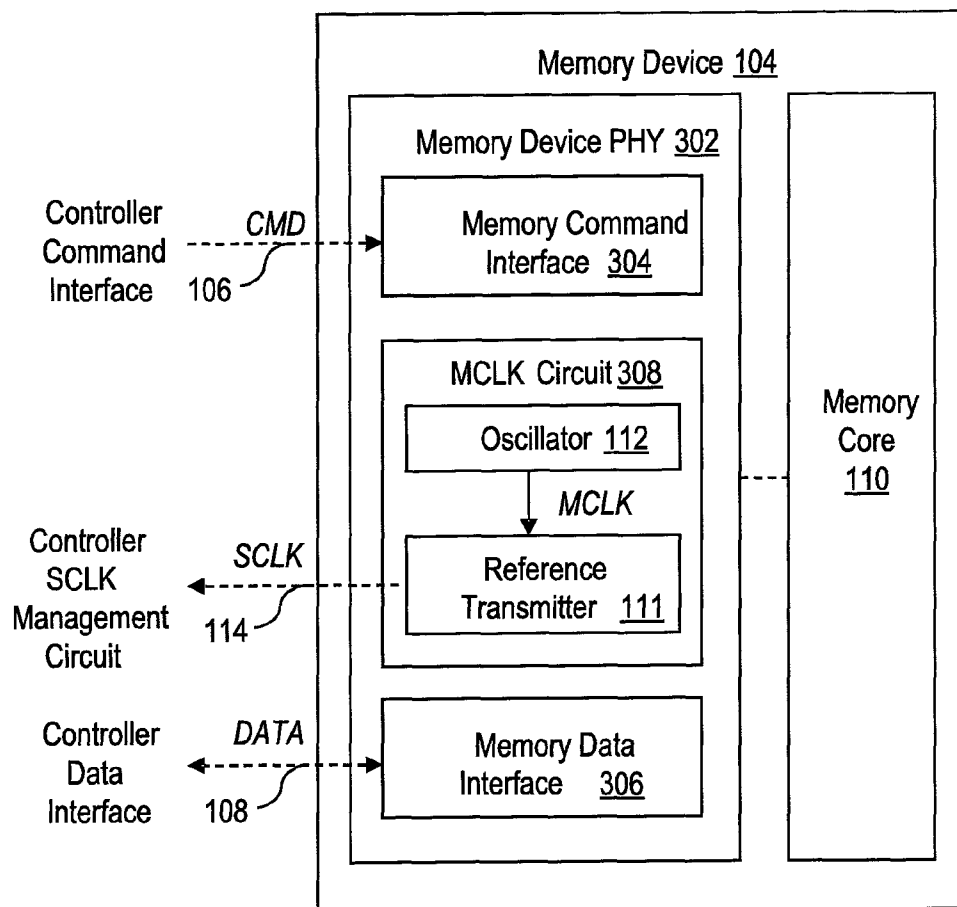 Memory Device 104
Memory Device PHY 302
Controller
Command
Interface
CMD
106
Memory Command
Interface 304
MCLK Circuit 308
Oscillator 112
MCLK
Reference
Transmitter 111
Controller
SCLK
Management
Circuit
SCLK
114
Memory
Core
110
Controller
Data
Interface
DATA
108
Memory Data
Interface 306